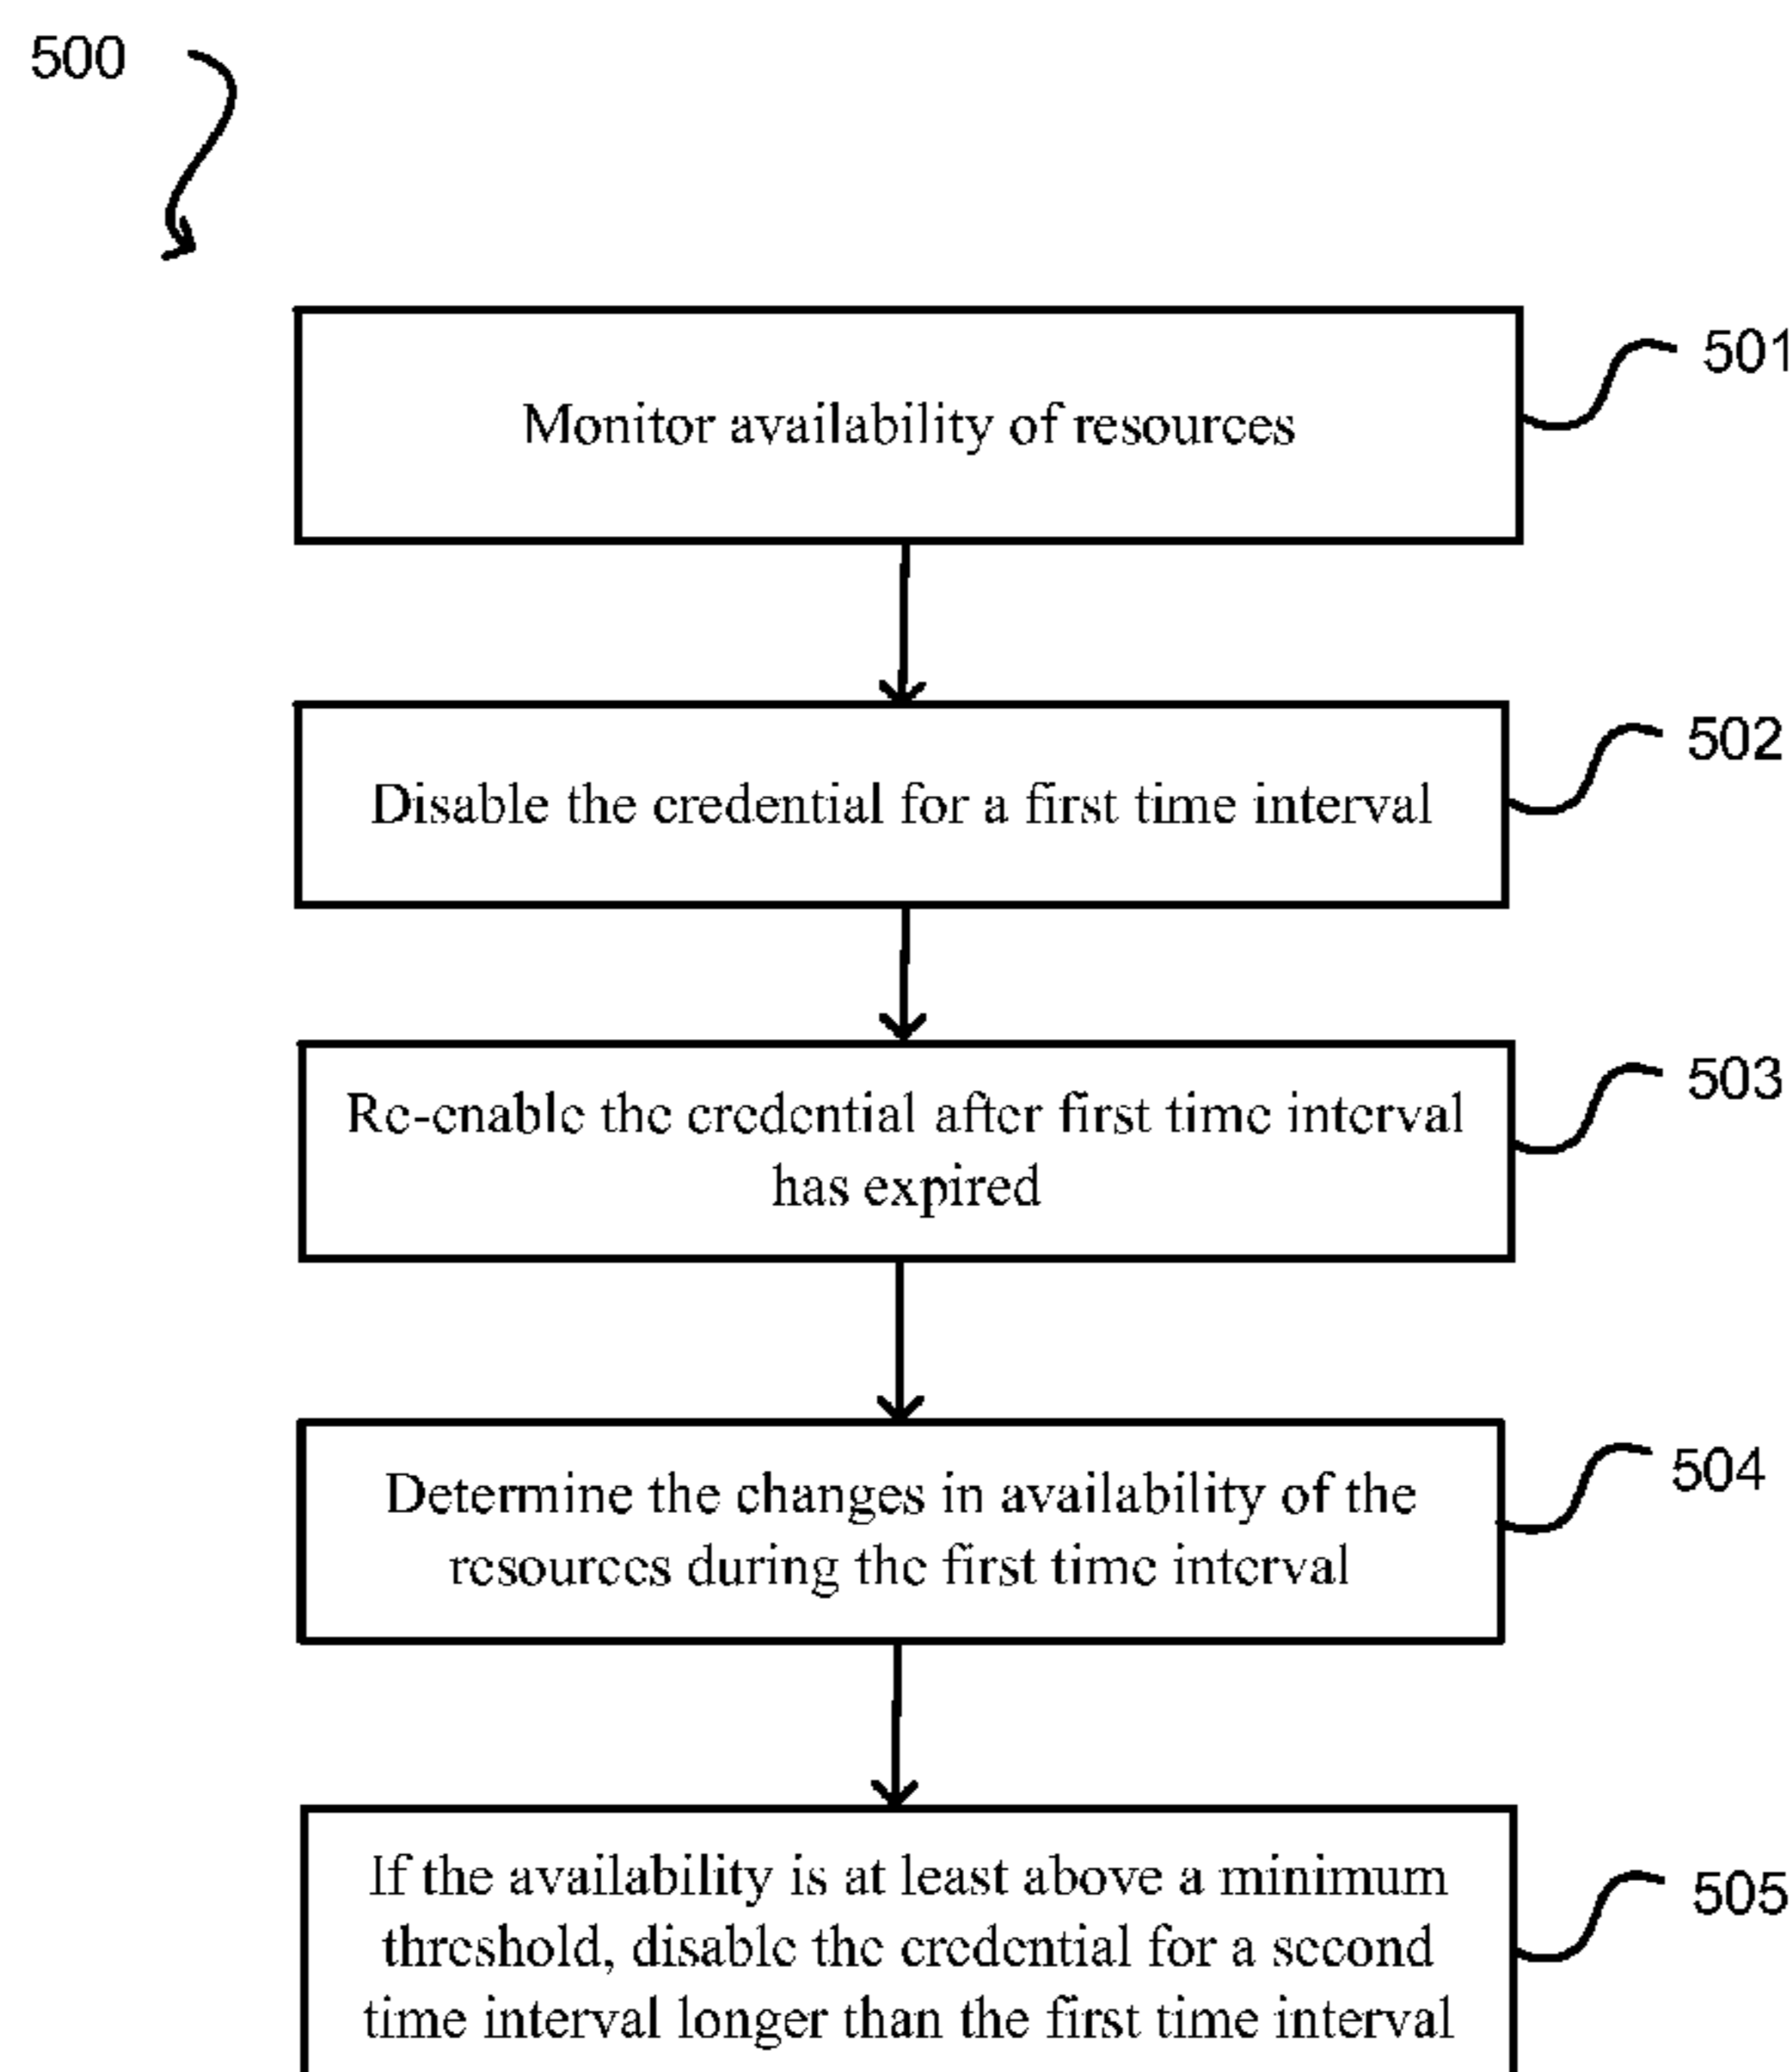 500
501
Monitor availability of resources
502
Disable the credential for a first time interval
503
Re-enable the credential after first time interval
has expired
504
Determine the changes in availability of the
resources during the first time interval
505
If the availability is at least above a minimum
threshold, disable the credential for a second
time interval longer than the first time interval